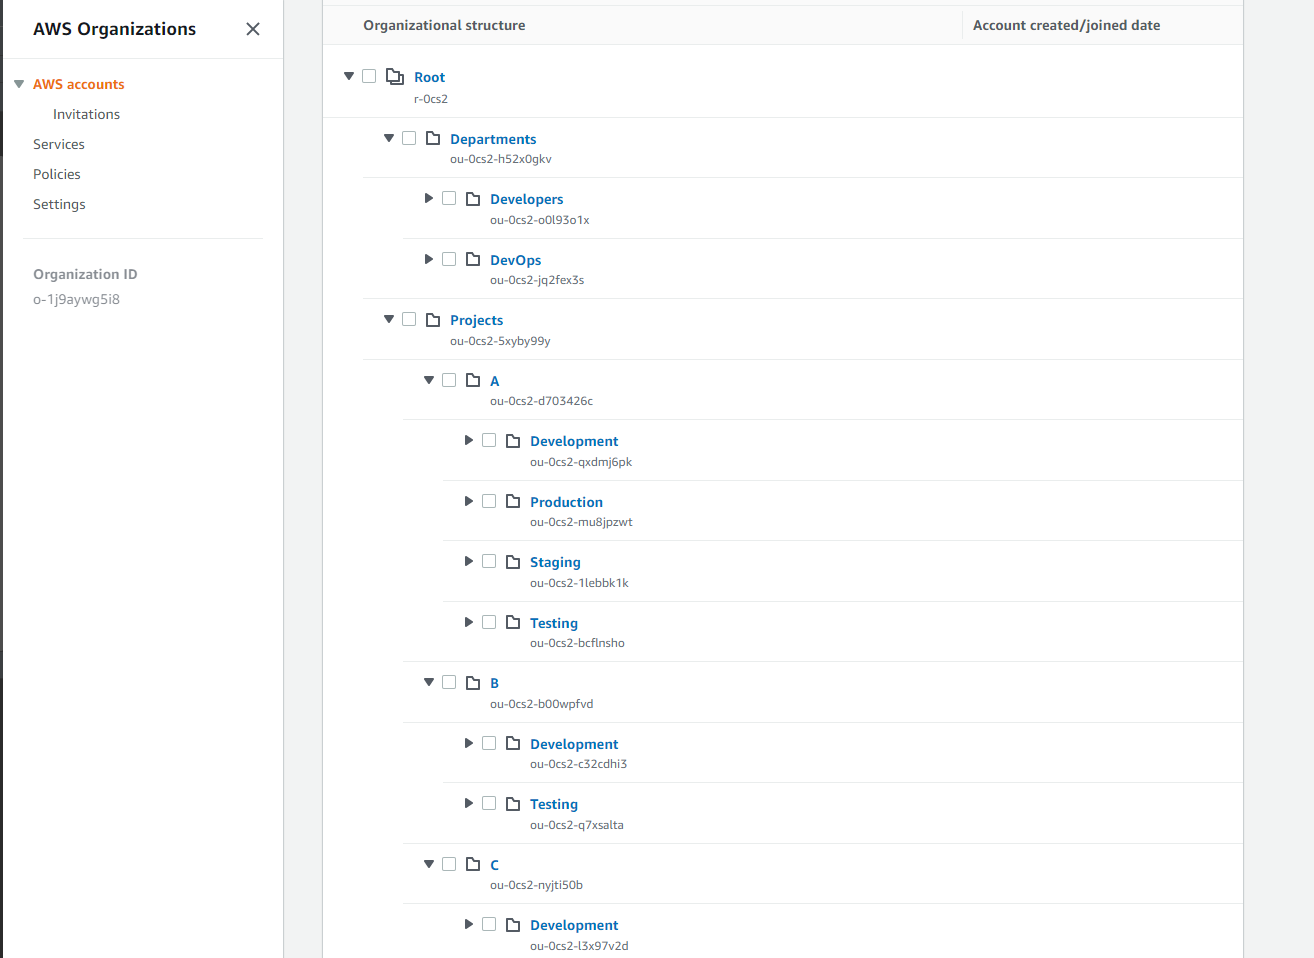 AWS Organizations
AWS accounts
Invitations
Services
Policies
Settings
Organization ID
o-1j9aywg5i8
Organizational structure
Account created/joined date
Root
r-0cs2
Departments
ou-0cs2-h52x0gkv
Developers
ou-0cs2-o0l93o1x
DevOps
ou-0cs2-jq2fex3s
Projects
ou-0cs2-5xyby99y
A
ou-0cs2-d703426c
Development
ou-0cs2-qxdmj6pk
Production
ou-0cs2-mu8jpzwt
Staging
ou-0cs2-1lebbk1k
Testing
ou-0cs2-bcflnsho
B
ou-0cs2-b00wpfvd
Development
ou-0cs2-c32cdhi3
Testing
ou-0cs2-q7xsalta
C
ou-0cs2-nyjti50b
Development
ou-0cs2-l3x97v2d